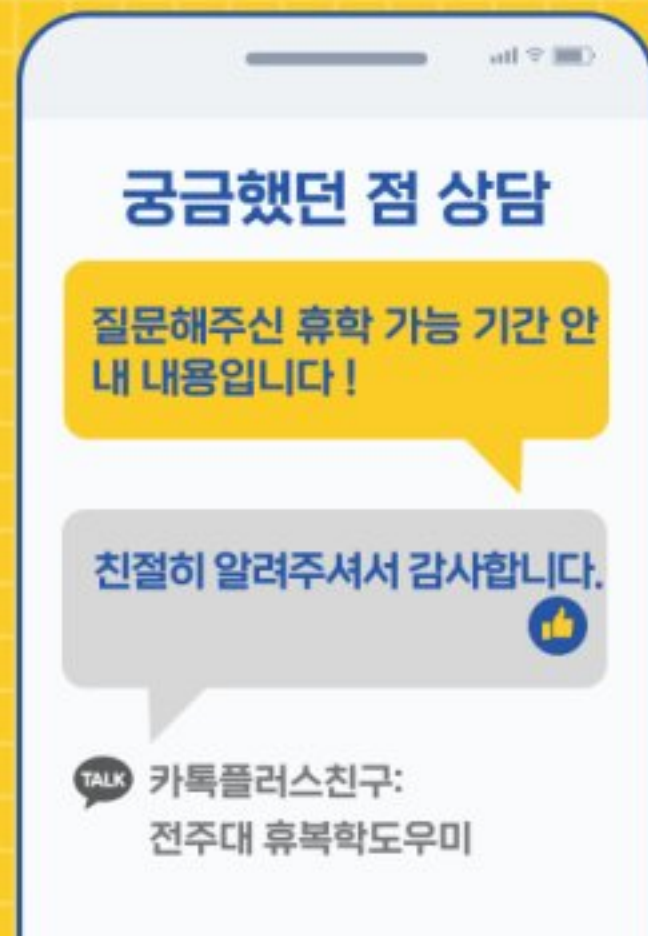 궁금했던 점 상담
질문해주신 휴학 가능 기간 안
내 내용입니다 !
친절히 알려주셔서 감사합니다.
TALK 카톡플러스친구:
전주대 휴복학도우미